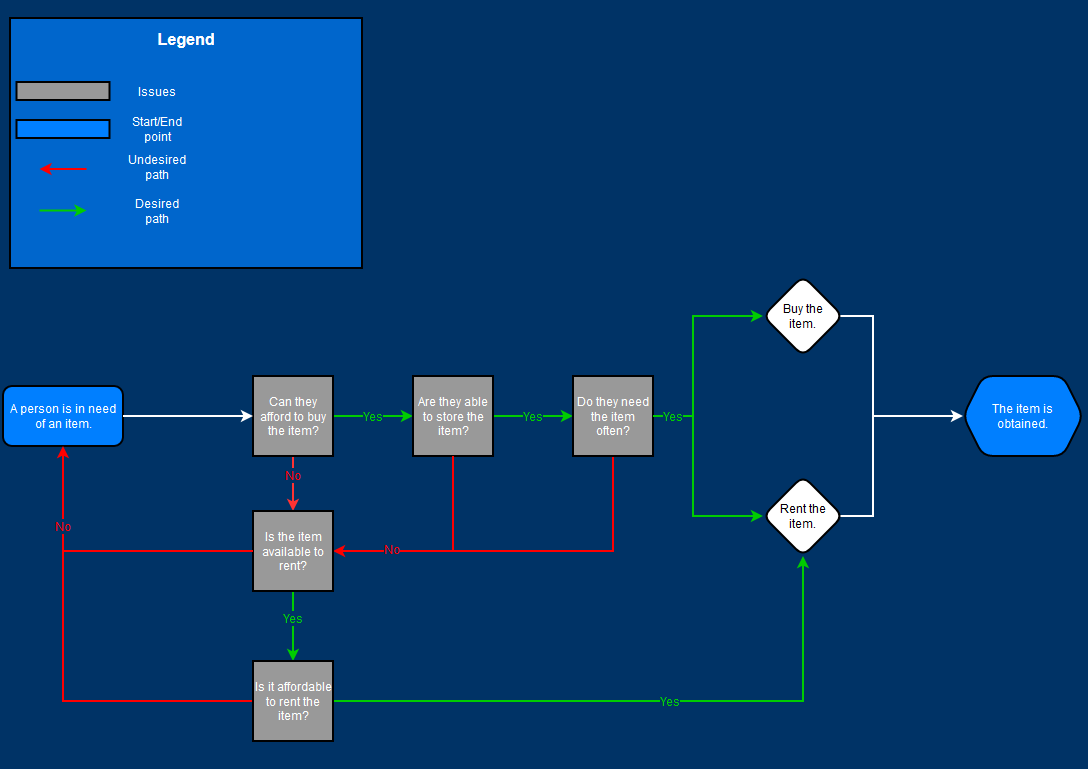 Legend
Issues
Start/End
point
Undesired
path
Desired
path
Buy the
item.
A person is in need
of an item.
Can they
afford to buy
the item?
Yes
Are they able
to store the
item?
Yes
Do they need
the item
often?
Yes
The item is
obtained.
No
Rent the
item.
No
Is the item
available to
rent?
No
Yes
Is it affordable
to rent the
item?
Yes